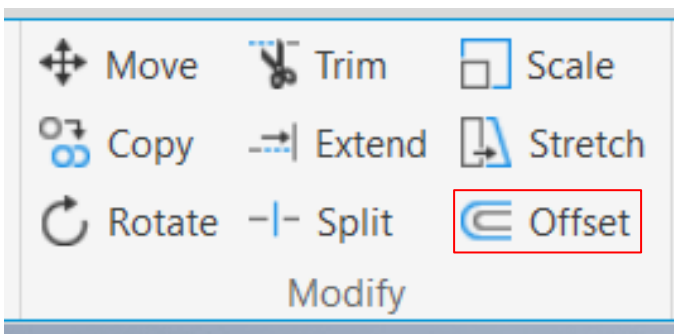 Move Trim Scale
Copy Extend Stretch
Rotate Split Offset
Modify